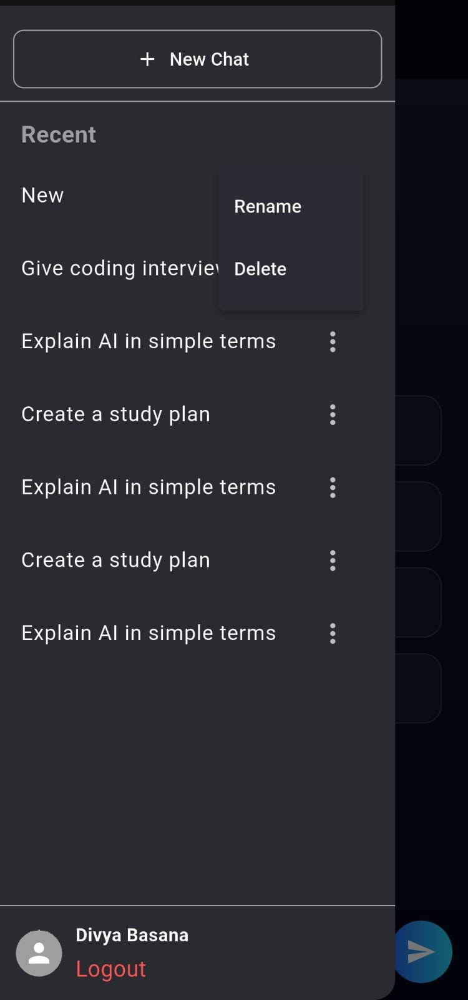 New Chat
Recent
New
Rename
Give coding
Delete
Explain AI in simple terms
Create a study plan
Explain AI in simple terms
Create a study plan
Explain AI in simple terms
Divya Basana
Logout